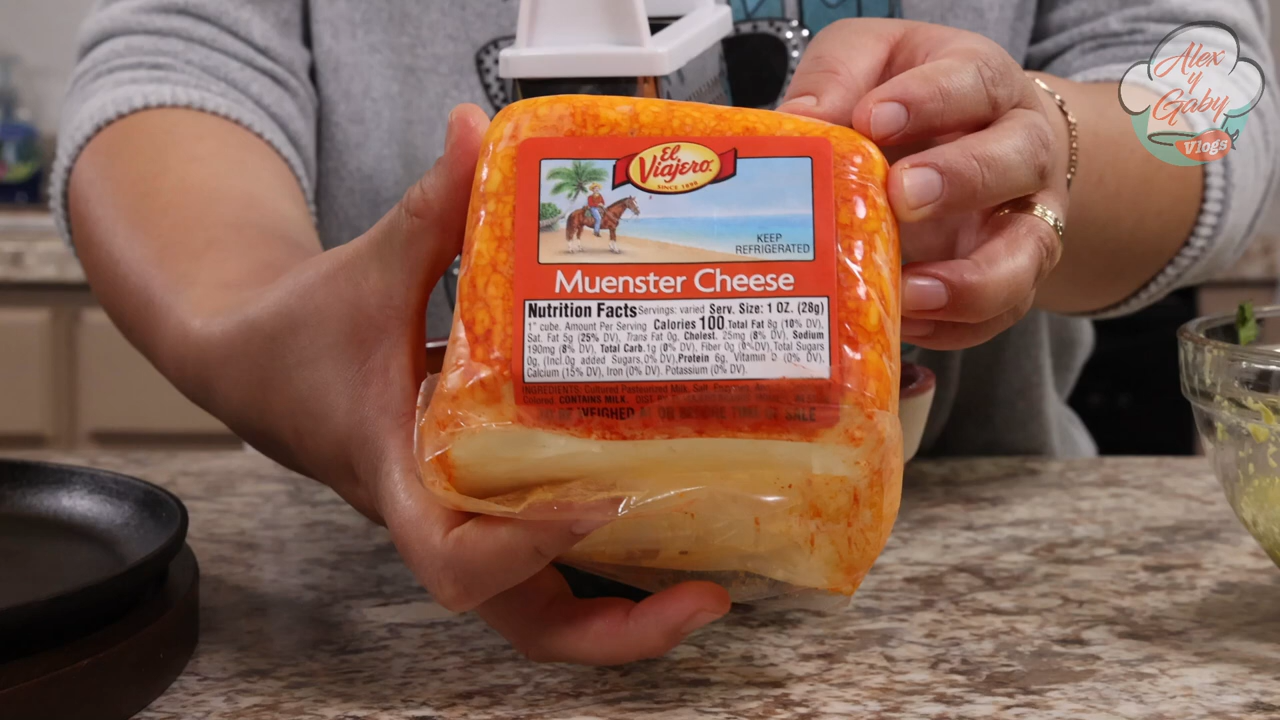 Alex
y
Gaby
Vlogs
El
Viajero
SINCE 1898
KEEP
REFRIGERATED
Muenster Cheese
Nutrition Facts Servings: varied Serv. Size: 1 OZ. (28g)
1" cube. Amount Per Serving Calories 100 Total Fat 8g (10% DV),
Sat. Fat 5g (25% DV), Trans Fat 0g, Cholest. 25mg (8% DV), Sodium
190mg (8% DV), Total Carb. 1g (0% DV), Fiber 0g (0%DV), Total Sugars
0g, (Incl.0g added Sugars,0% DV),Protein 6g, Vitamin D (0% DV),
Calcium (15% DV), Iron (0% DV). Potassium (0% DV).
INGREDIENTS: Cultured Pasteurized Milk, Salt, Enzymes,
Colored. CONTAINS MILK.
WEIGHED AT OR BEFORE TIME OF SALE